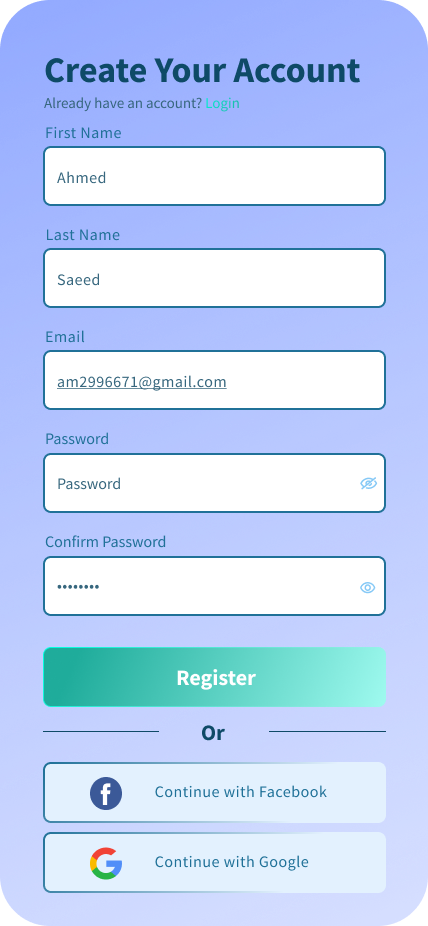 Create Your Account
Already have an account? Login
First Name
Ahmed
Last Name
Saeed
Email
am2996671@gmail.com
Password
Password
Confirm Password
••••••••
Register
Or
Continue with Facebook
Continue with Google